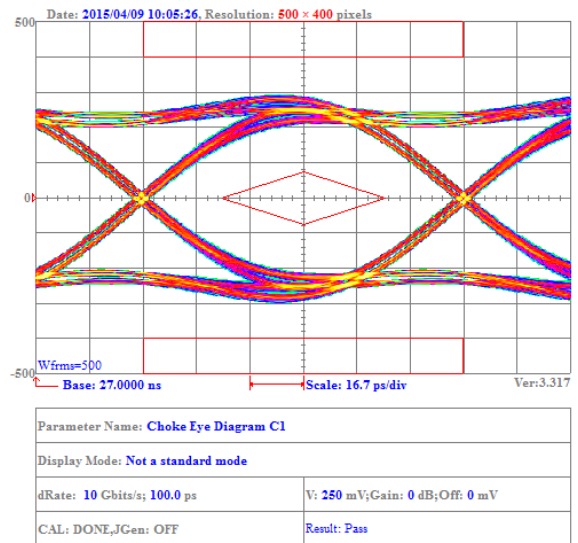 Date: 2015/04/09 10:05:26, Resolution: 500 × 400 pixels
500
0
Wfrms=500
-500
Base: 27.0000 ns
Scale: 16.7 ps/div
Ver:3.317
Parameter Name: Choke Eye Diagram C1
Display Mode: Not a standard mode
dRate: 10 Gbits/s; 100.0 ps
V: 250 mV;Gain: 0 dB;Off: 0 mV
CAL: DONE,JGen: OFF
Result: Pass